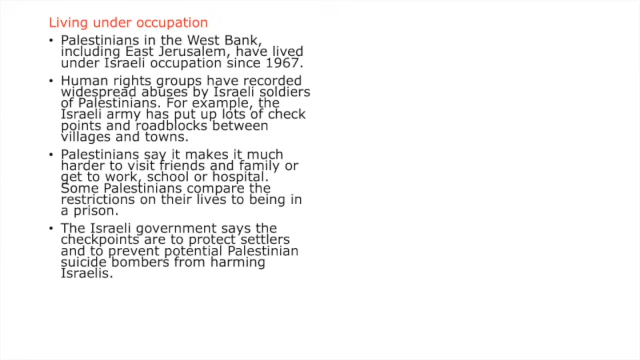 Living under occupation
• Palestinians in the West Bank,
including East Jerusalem, have lived
under Israeli occupation since 1967.
• Human rights groups have recorded
widespread abuses by Israeli soldiers
of Palestinians. For example, the
Israeli army has put up lots of check
points and roadblocks between
villages and towns.
• Palestinians say it makes it much
harder to visit friends and family or
get to work, school or hospital.
Some Palestinians compare the
restrictions on their lives to being in
a prison.
• The Israeli government says the
checkpoints are to protect settlers
and to prevent potential Palestinian
suicide bombers from harming
Israelis.